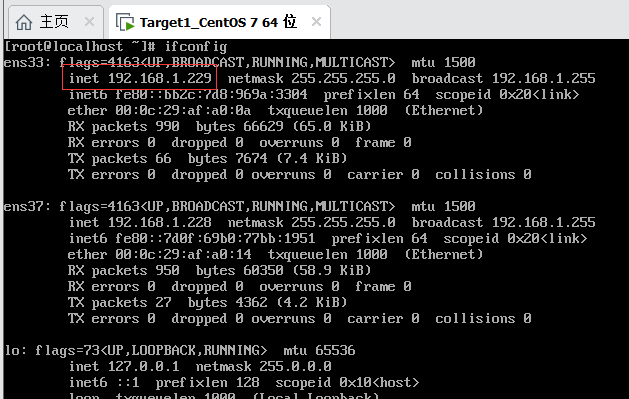 主页
Target1_CentOS 7 64 位
[root@localhost ~]# ifconfig
ens33: flags=4163<UP,BROADCAST,RUNNING,MULTICAST>  mtu 1500
inet 192.168.1.229  netmask 255.255.255.0  broadcast 192.168.1.255
inet6 fe80::bb2c:7d8:969a:3304  prefixlen 64  scopeid 0x20<link>
ether 00:0c:29:af:a0:0a  txqueuelen 1000  (Ethernet)
RX packets 990  bytes 66629 (65.0 KiB)
RX errors 0  dropped 0  overruns 0  frame 0
TX packets 66  bytes 7674 (7.4 KiB)
TX errors 0  dropped 0 overruns 0  carrier 0  collisions 0
ens37: flags=4163<UP,BROADCAST,RUNNING,MULTICAST>  mtu 1500
inet 192.168.1.228  netmask 255.255.255.0  broadcast 192.168.1.255
inet6 fe80::7d0f:69b0:77bb:1951  prefixlen 64  scopeid 0x20<link>
ether 00:0c:29:af:a0:14  txqueuelen 1000  (Ethernet)
RX packets 950  bytes 60350 (58.9 KiB)
RX errors 0  dropped 0  overruns 0  frame 0
TX packets 27  bytes 4362 (4.2 KiB)
TX errors 0  dropped 0 overruns 0  carrier 0  collisions 0
lo: flags=73<UP,LOOPBACK,RUNNING>  mtu 65536
inet 127.0.0.1  netmask 255.0.0.0
inet6 ::1  prefixlen 128  scopeid 0x10<host>
loop  txqueuelen 1000  (Local Loopback)